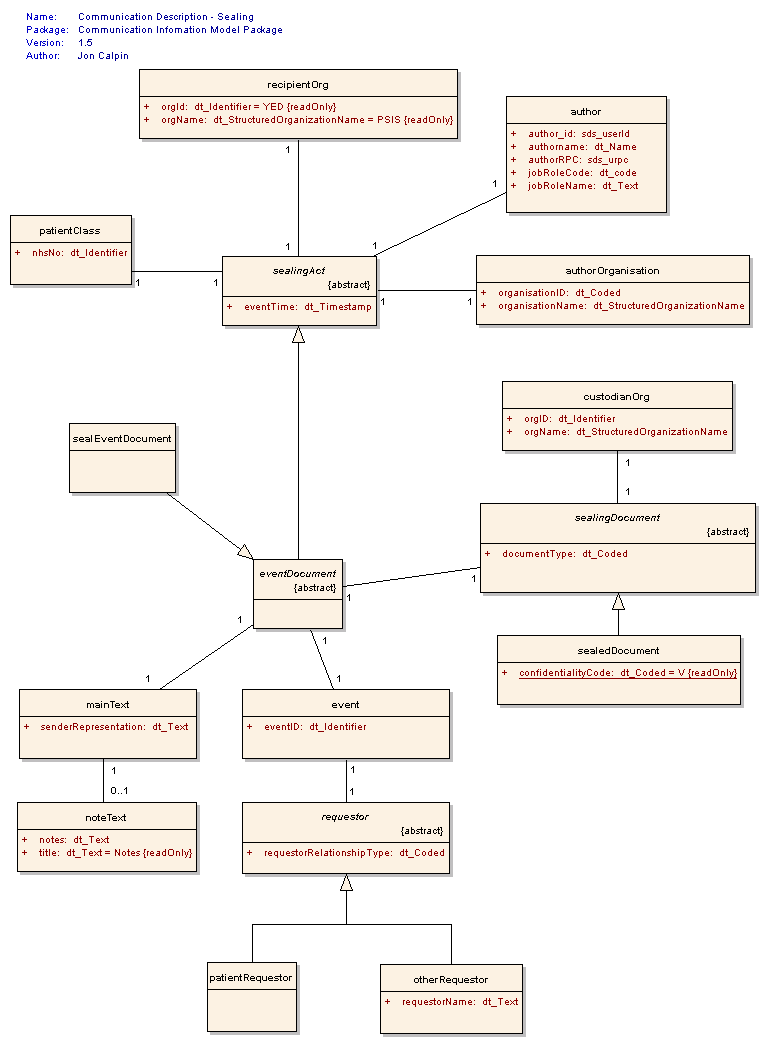 Name: Communication Description - Sealing
Package: Communication Infomation Model Package
Version: 1.5
Author: Jon Calpin
recipientOrg
+ orgId: dt_Identifier = YED {readOnly}
+ orgName: dt_StructuredOrganizationName = PSIS {readOnly}
1
1
author
+ author_id: sds_userId
+ authorname: dt_Name
+ authorRPC: sds_urpc
+ jobRoleCode: dt_code
+ jobRoleName: dt_Text
1
1
patientClass
+ nhsNo: dt_Identifier
1
1
sealingAct
{abstract}
+ eventTime: dt_Timestamp
1
1
authorOrganisation
+ organisationID: dt_Coded
+ organisationName: dt_StructuredOrganizationName
custodianOrg
+ orgID: dt_Identifier
+ orgName: dt_StructuredOrganizationName
1
1
sealEventDocument
sealingDocument
{abstract}
+ documentType: dt_Coded
1
1
eventDocument
{abstract}
sealedDocument
+ confidentialityCode: dt_Coded = V {readOnly}
1
1
1
mainText
+ senderRepresentation: dt_Text
1
0..1
event
+ eventID: dt_Identifier
1
1
noteText
+ notes: dt_Text
+ title: dt_Text = Notes {readOnly}
requestor
{abstract}
+ requestorRelationshipType: dt_Coded
patientRequestor
otherRequestor
+ requestorName: dt_Text